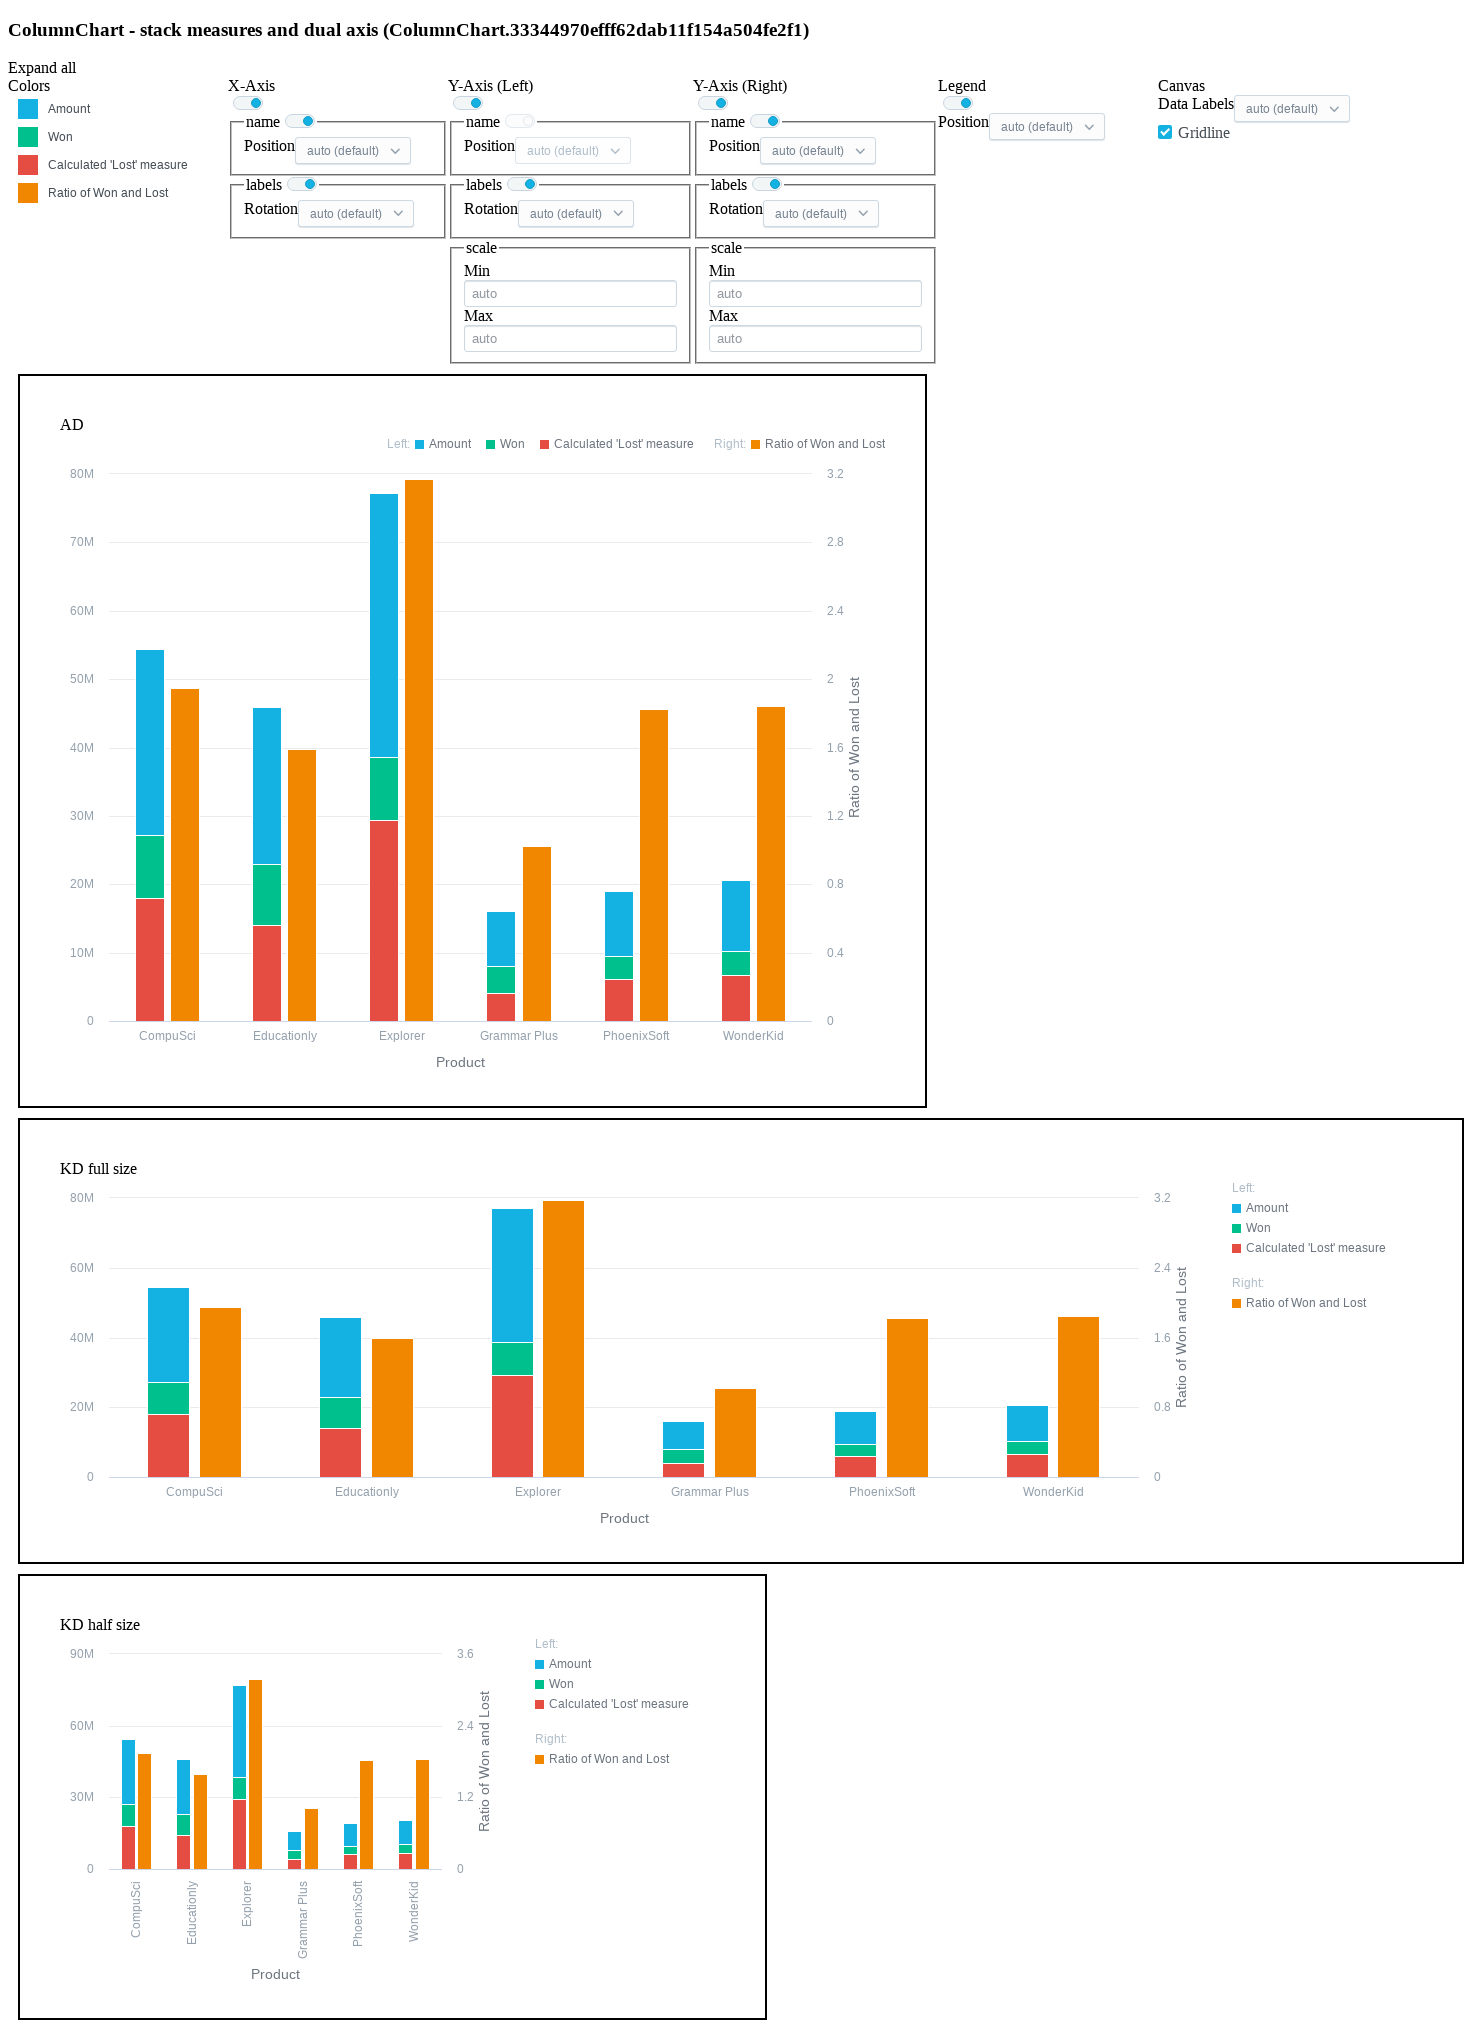 ColumnChart - stack measures and dual axis (ColumnChart.33344970efff62dab11f154a504fe2f1)
Expand all
Colors
Amount
Won
Calculated 'Lost' measure
Ratio of Won and Lost
X-Axis
name
Position auto (default)
labels
Rotation auto (default)
Y-Axis (Left)
name
Position auto (default)
labels
Rotation auto (default)
scale
Min
auto
Max
auto
Y-Axis (Right)
name
Position auto (default)
labels
Rotation auto (default)
scale
Min
auto
Max
auto
Legend
Position auto (default)
Canvas
Data Labels auto (default)
Gridline
AD
Left: Amount Won Calculated 'Lost' measure Right: Ratio of Won and Lost
80M 3.2
70M 2.8
60M 2.4
50M 2
40M 1.6
30M 1.2
20M 0.8
10M 0.4
0 0
Ratio of Won and Lost
CompuSci Educationly Explorer Grammar Plus PhoenixSoft WonderKid
Product
KD full size
80M 3.2
60M 2.4
40M 1.6
20M 0.8
0 0
Ratio of Won and Lost
CompuSci Educationly Explorer Grammar Plus PhoenixSoft WonderKid
Product
Left:
Amount
Won
Calculated 'Lost' measure
Right:
Ratio of Won and Lost
KD half size
90M 3.6
60M 2.4
30M 1.2
0 0
Ratio of Won and Lost
CompuSci Educationly Explorer Grammar Plus PhoenixSoft WonderKid
Product
Left:
Amount
Won
Calculated 'Lost' measure
Right:
Ratio of Won and Lost